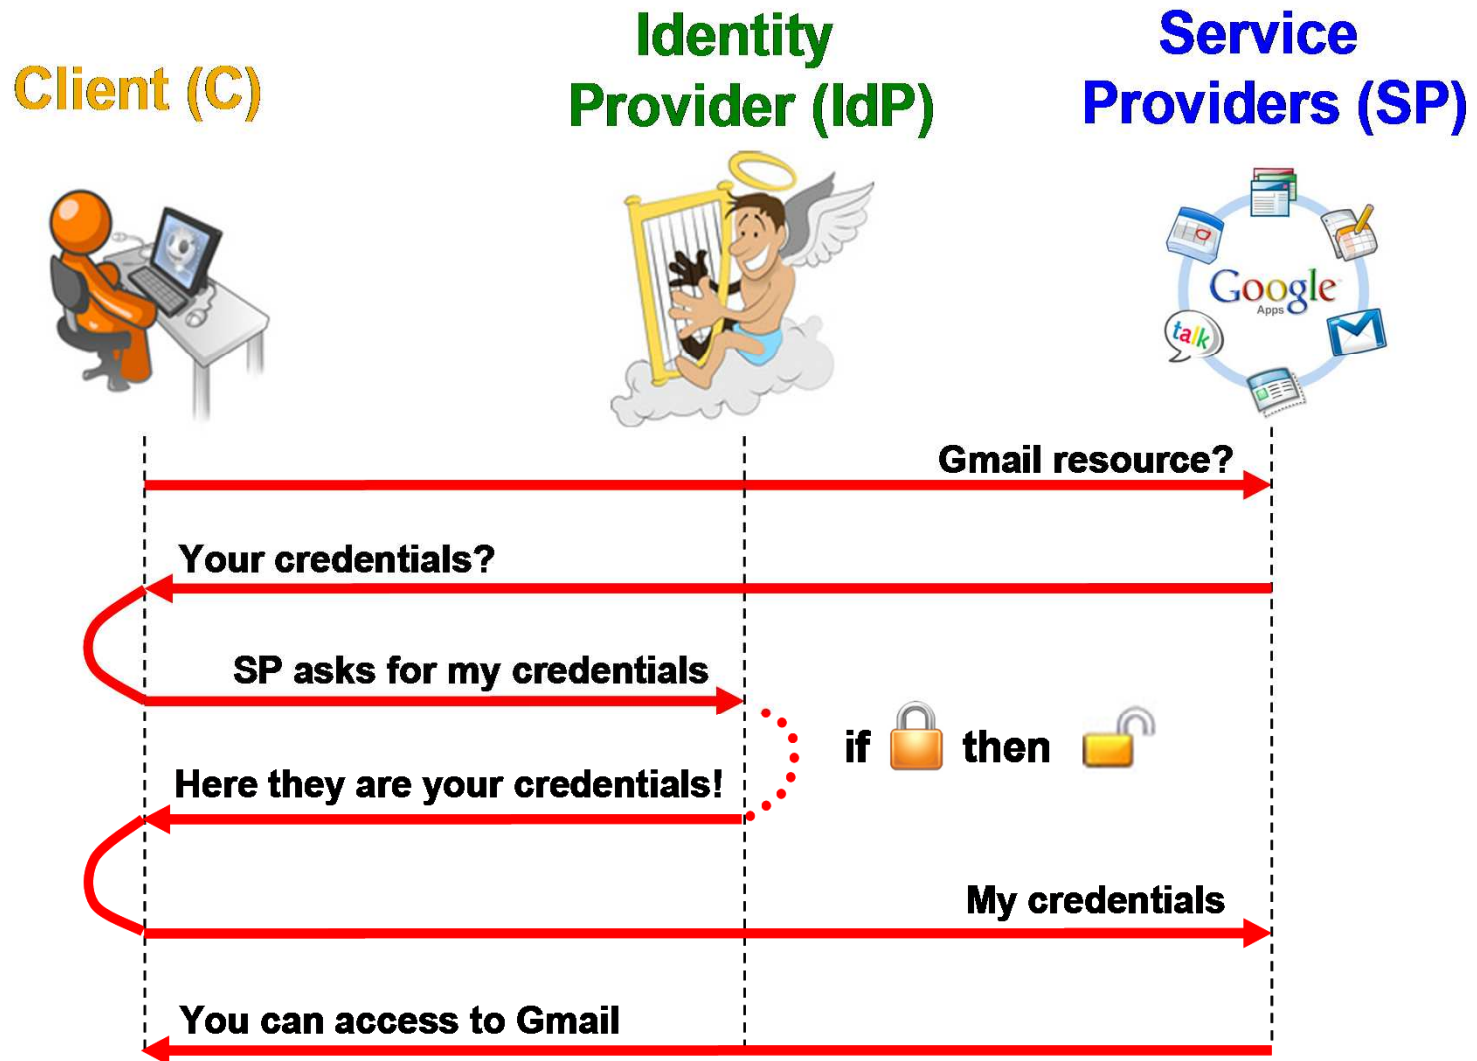 Client (C)
Identity
Provider (IdP)
Service
Providers (SP)
Google
Apps
talk
Gmail resource?
Your credentials?
SP asks for my credentials
if then
Here they are your credentials!
My credentials
You can access to Gmail